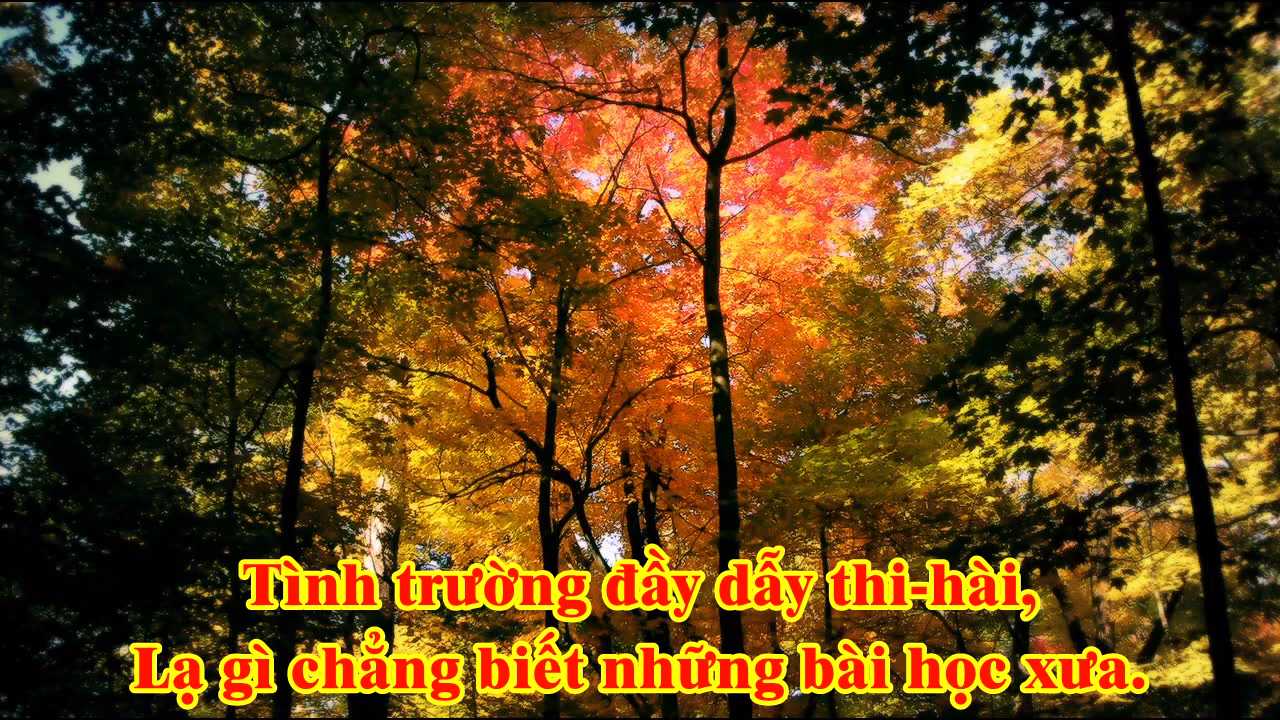 Tình trường đầy dẫy thi-hài,
Lạ gì chẳng biết những bài học xưa.